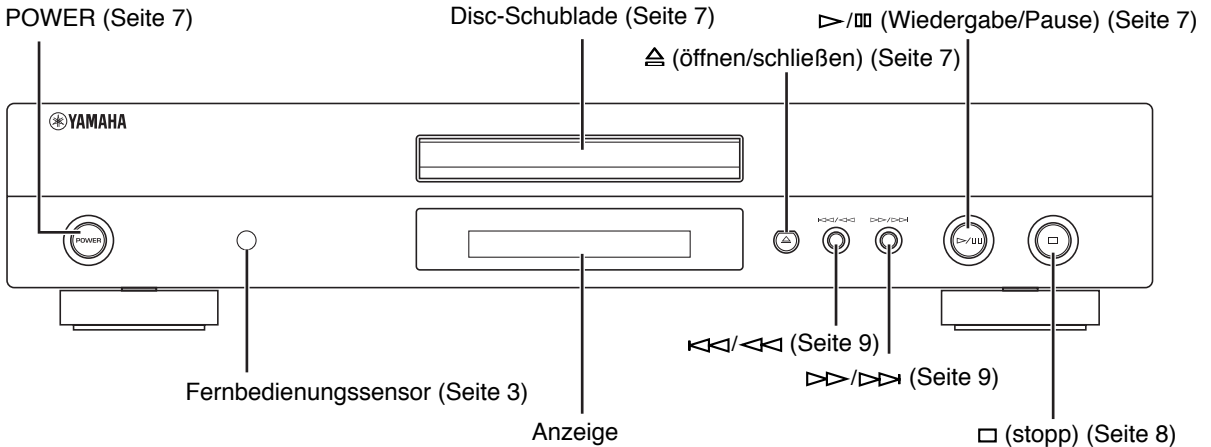 POWER (Seite 7)
Disc-Schublade (Seite 7)
▷/▯▯ (Wiedergabe/Pause) (Seite 7)
≙ (öffnen/schließen) (Seite 7)
YAMAHA
POWER
|◁◁/◁◁
▷▷/▷▷|
▷/▯▯
|◁◁/◁◁ (Seite 9)
▷▷/▷▷| (Seite 9)
Fernbedienungssensor (Seite 3)
Anzeige
□ (stopp) (Seite 8)